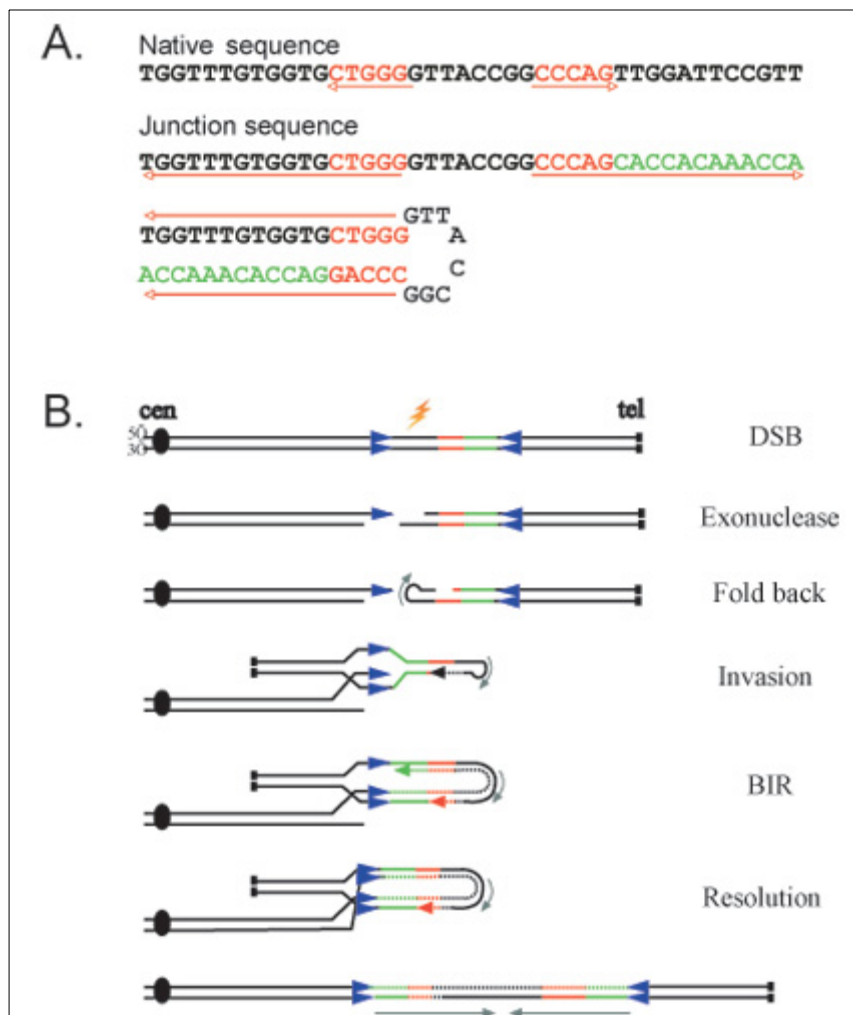 A.
Native sequence
TGGTTTGTGGTGCTGGGGTTACCGGCCCAGTTGGATTCCGTT
Junction sequence
TGGTTTGTGGTGCTGGGGTTACCGGCCCAGCACCACAAACCA
GTT
TGGTTTGTGGTGCTGGG A
C
ACCAAACACCAGGACCC
GGC
B.
cen tel
DSB
Exonuclease
Fold back
Invasion
BIR
Resolution